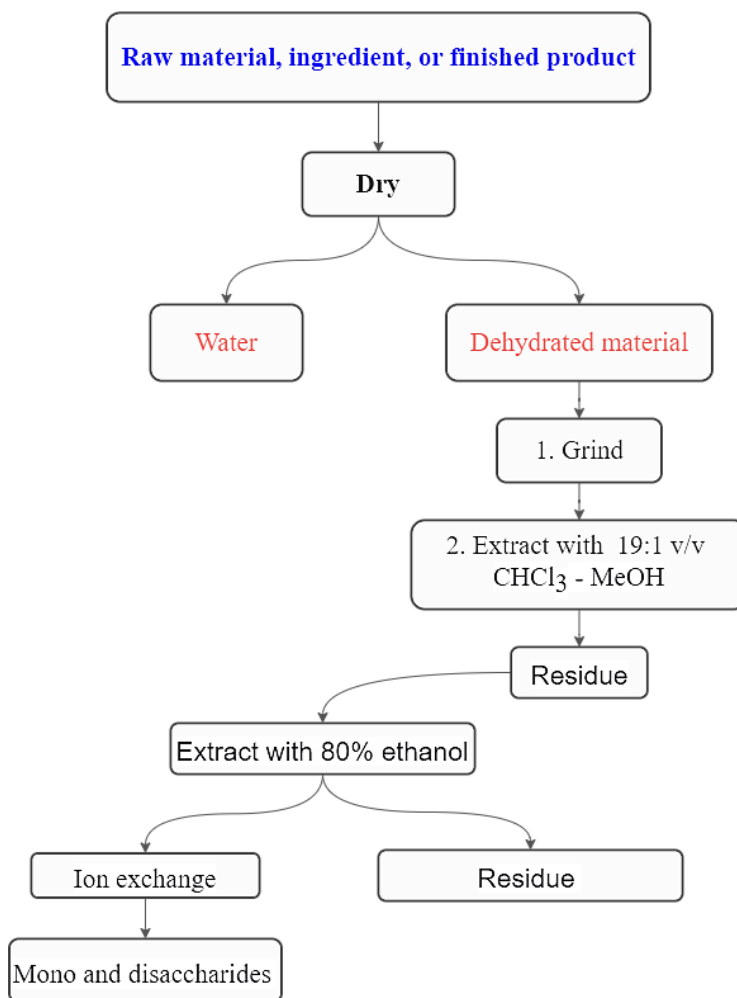 Raw material, ingredient, or finished product
Dry
Water
Dehydrated material
1. Grind
2. Extract with 19:1 v/v
CHCl3 - MeOH
Residue
Extract with 80% ethanol
Ion exchange
Residue
Mono and disaccharides